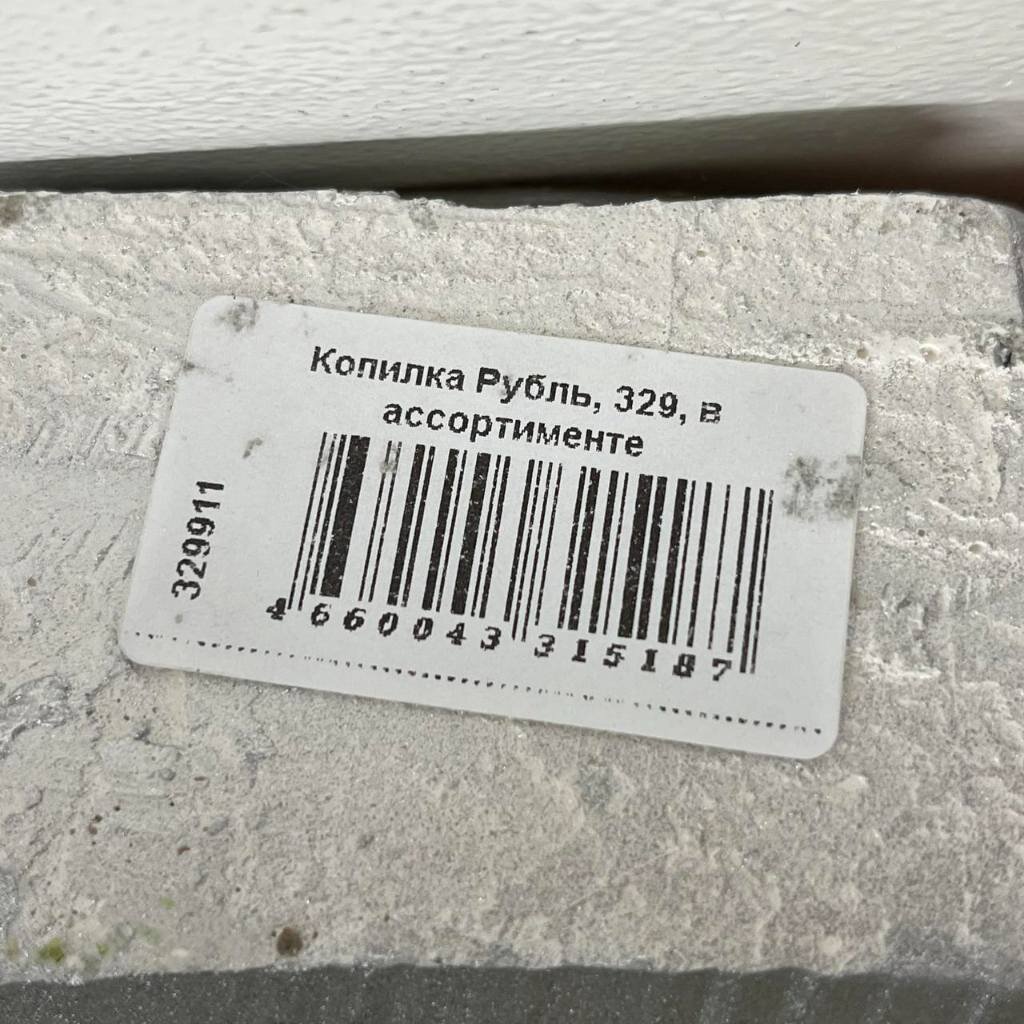 Копилка Рубль, 329, в
ассортименте
329911
4 660043 315187